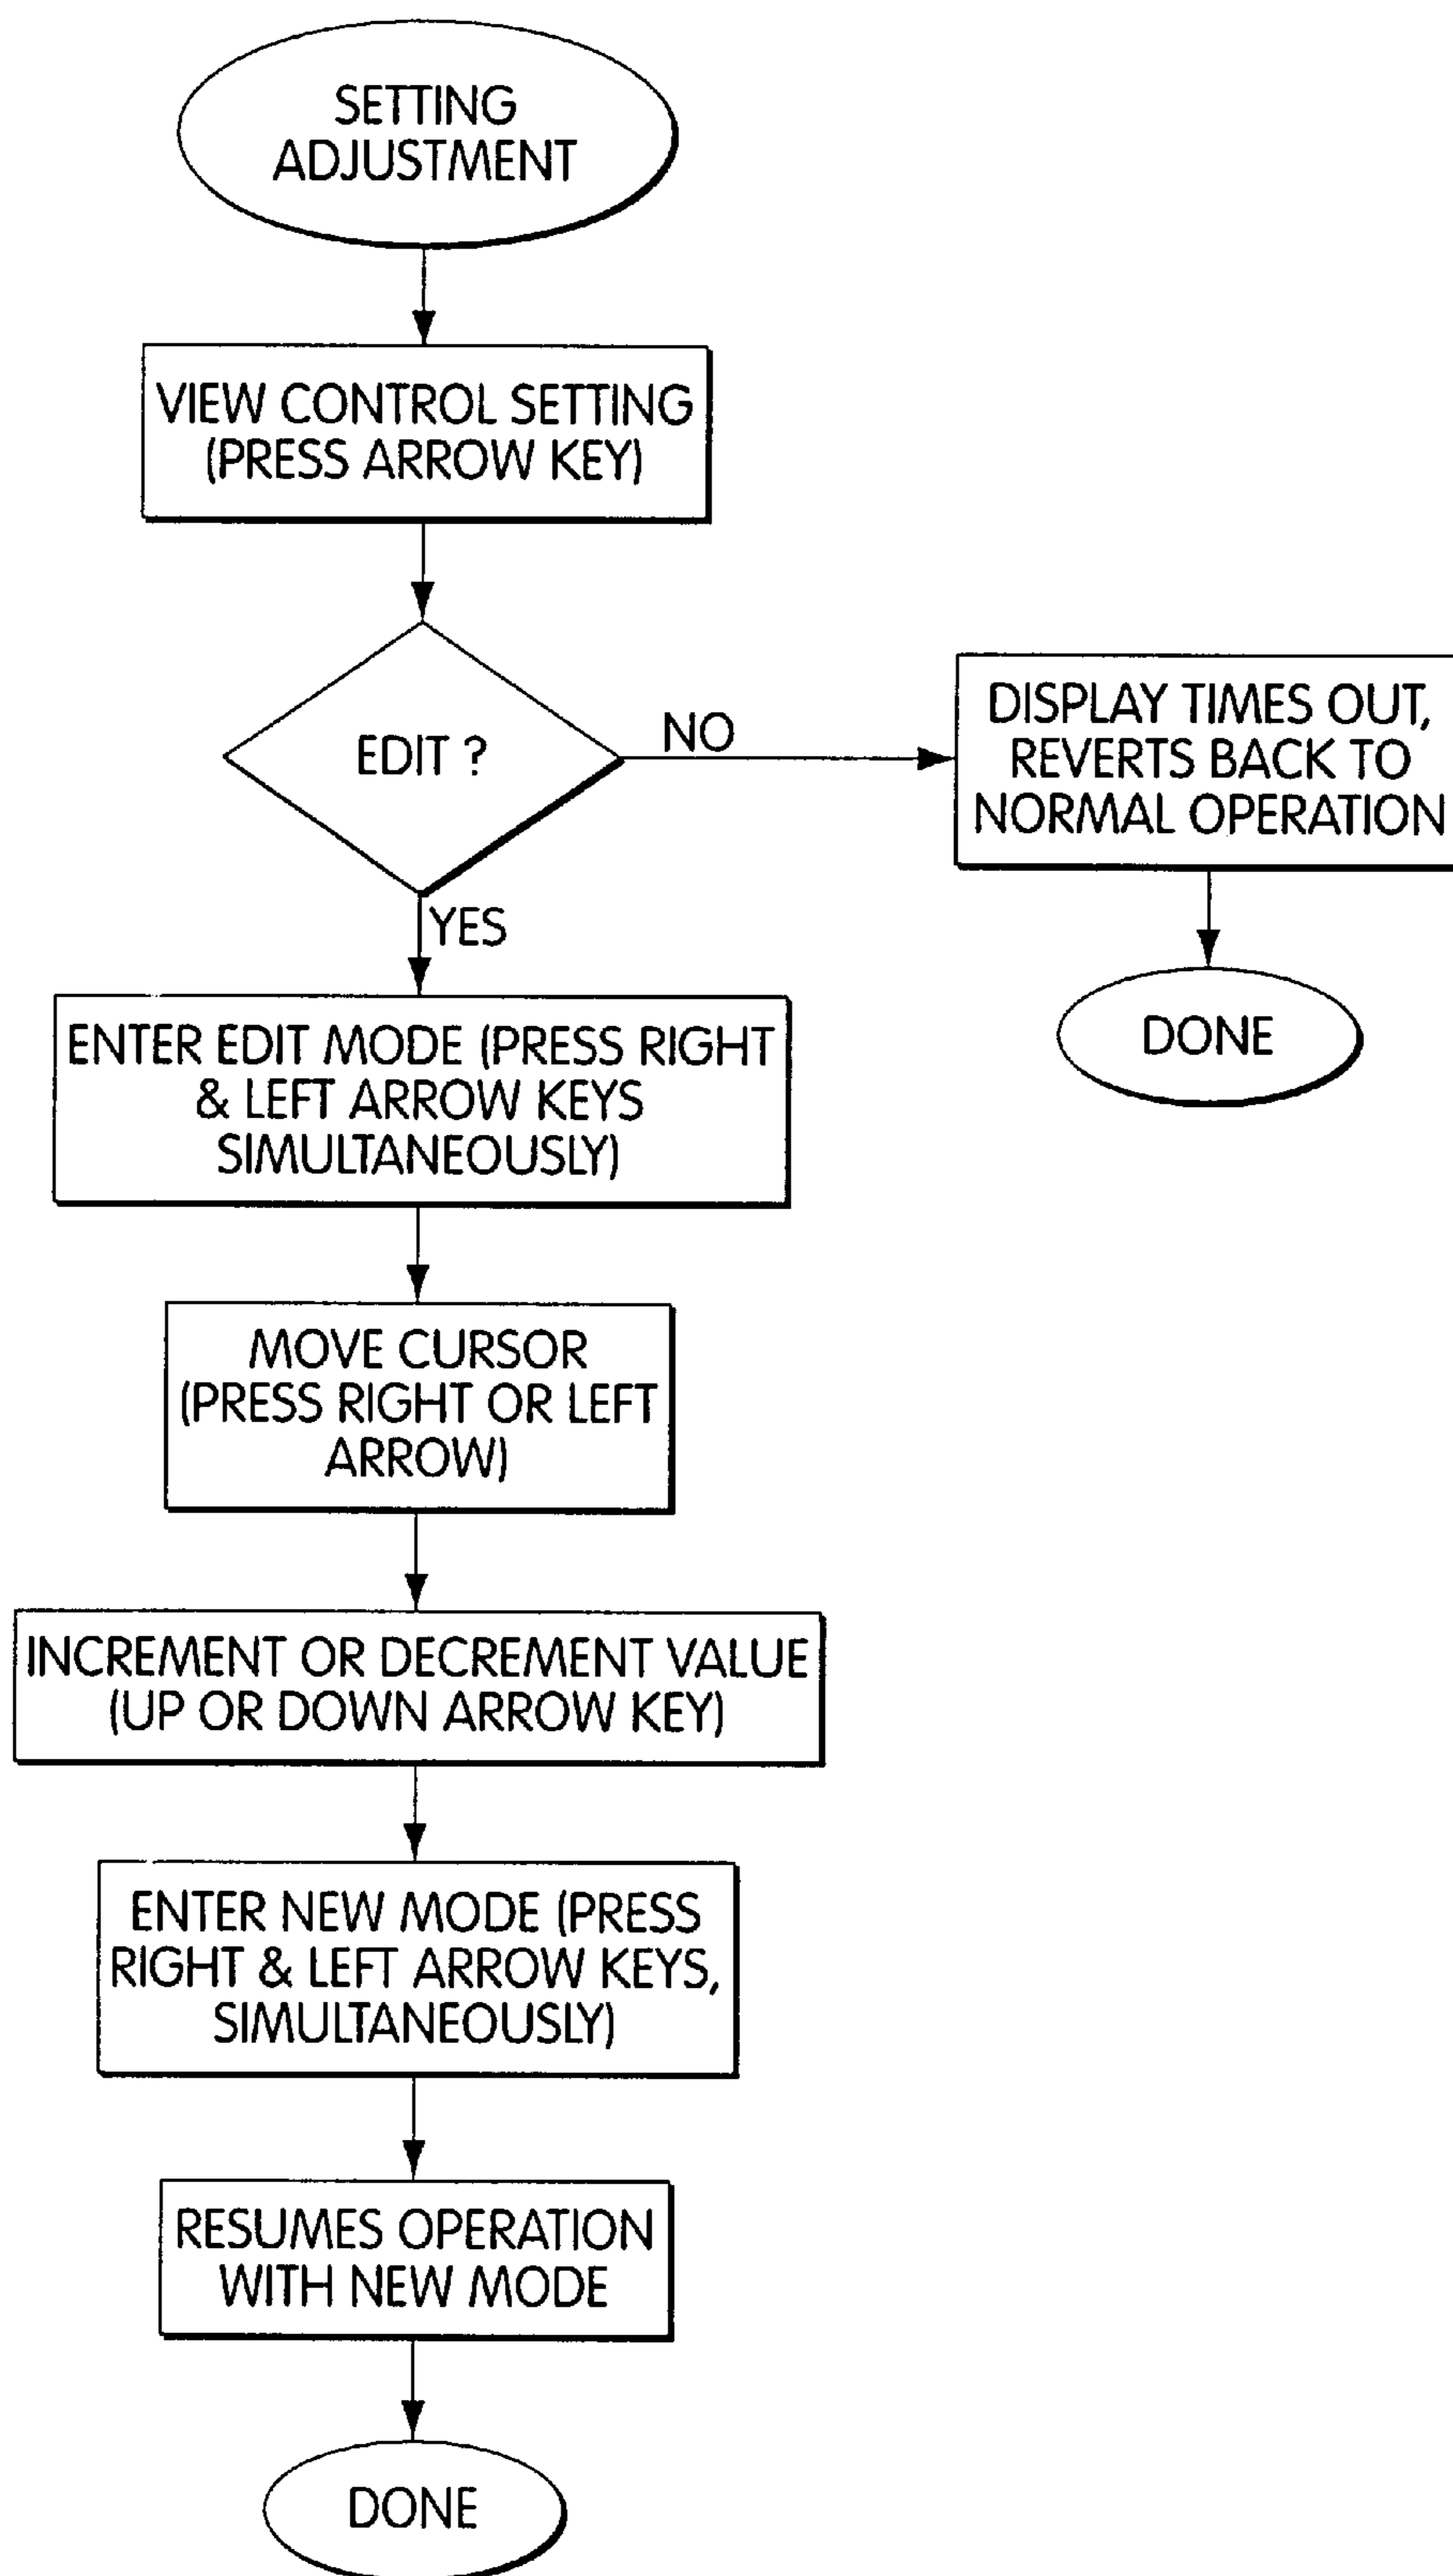 SETTING
ADJUSTMENT
VIEW CONTROL SETTING
(PRESS ARROW KEY)
EDIT ?
NO
DISPLAY TIMES OUT,
REVERTS BACK TO
NORMAL OPERATION
DONE
YES
ENTER EDIT MODE (PRESS RIGHT
& LEFT ARROW KEYS
SIMULTANEOUSLY)
MOVE CURSOR
(PRESS RIGHT OR LEFT
ARROW)
INCREMENT OR DECREMENT VALUE
(UP OR DOWN ARROW KEY)
ENTER NEW MODE (PRESS
RIGHT & LEFT ARROW KEYS,
SIMULTANEOUSLY)
RESUMES OPERATION
WITH NEW MODE
DONE